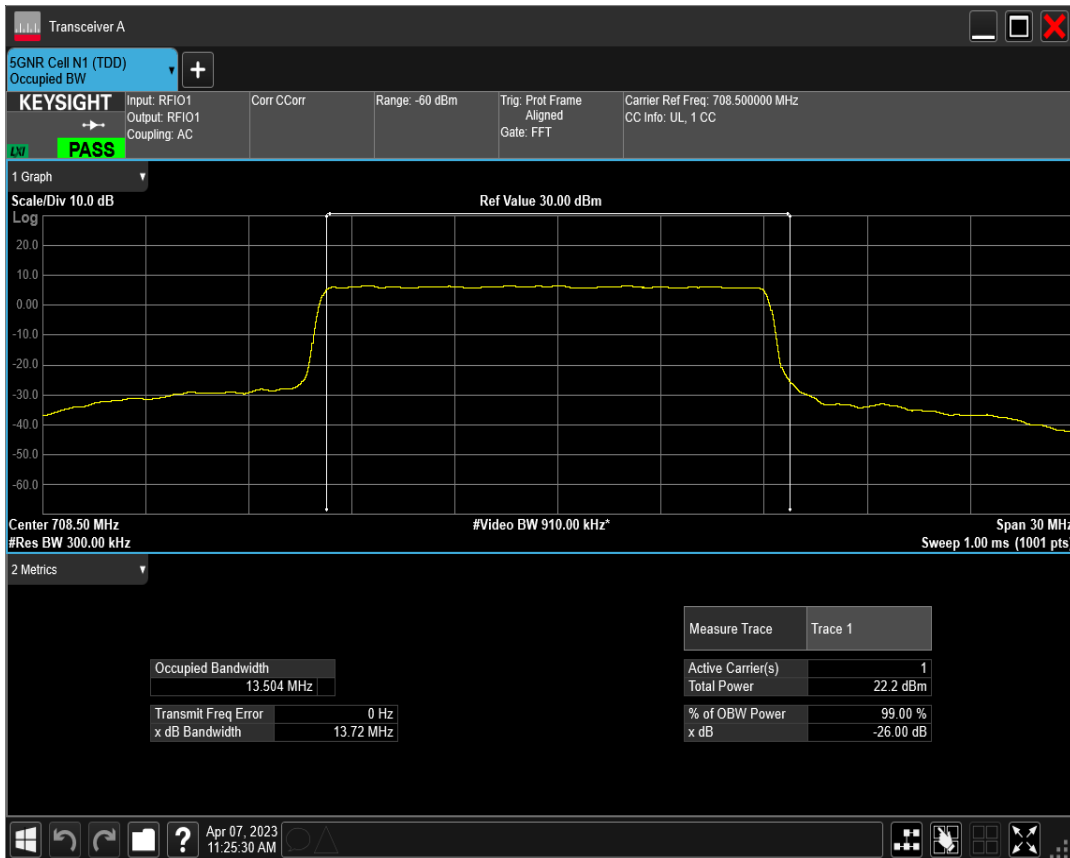 Transceiver A
5GNR Cell N1 (TDD)
Occupied BW
KEYSIGHT
LXI
PASS
Input: RFIO1
Output: RFIO1
Coupling: AC
Corr CCorr
Range: -60 dBm
Trig: Prot Frame
Aligned
Gate: FFT
Carrier Ref Freq: 708.500000 MHz
CC Info: UL, 1 CC
1 Graph
Scale/Div 10.0 dB
Ref Value 30.00 dBm
Log
20.0
10.0
0.00
-10.0
-20.0
-30.0
-40.0
-50.0
-60.0
Center 708.50 MHz
#Video BW 910.00 kHz*
Span 30 MHz
#Res BW 300.00 kHz
Sweep 1.00 ms (1001 pts)
2 Metrics
Measure Trace Trace 1
Occupied Bandwidth
13.504 MHz
Active Carrier(s) 1
Total Power 22.2 dBm
Transmit Freq Error 0 Hz
x dB Bandwidth 13.72 MHz
% of OBW Power 99.00 %
x dB -26.00 dB
Apr 07, 2023
11:25:30 AM